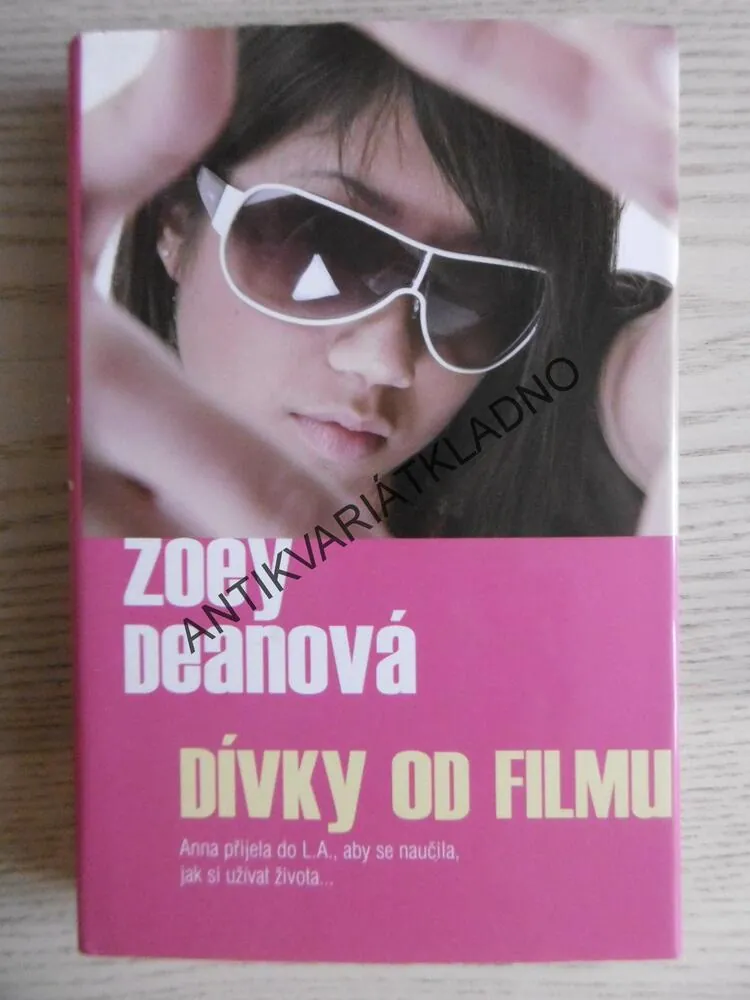 zoey
Deanová
ANTIKVARIÁTKLADNO
DÍVKY OD FILMU
Anna přijela do L.A., aby se naučila,
jak si užívat života...